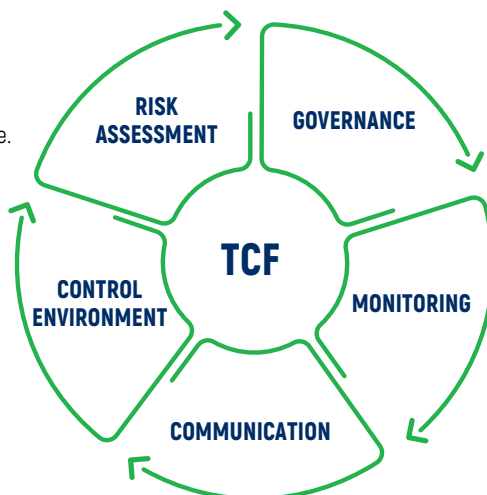 RISK
ASSESSMENT
GOVERNANCE
e.
TCF
CONTROL
ENVIRONMENT
MONITORING
COMMUNICATION